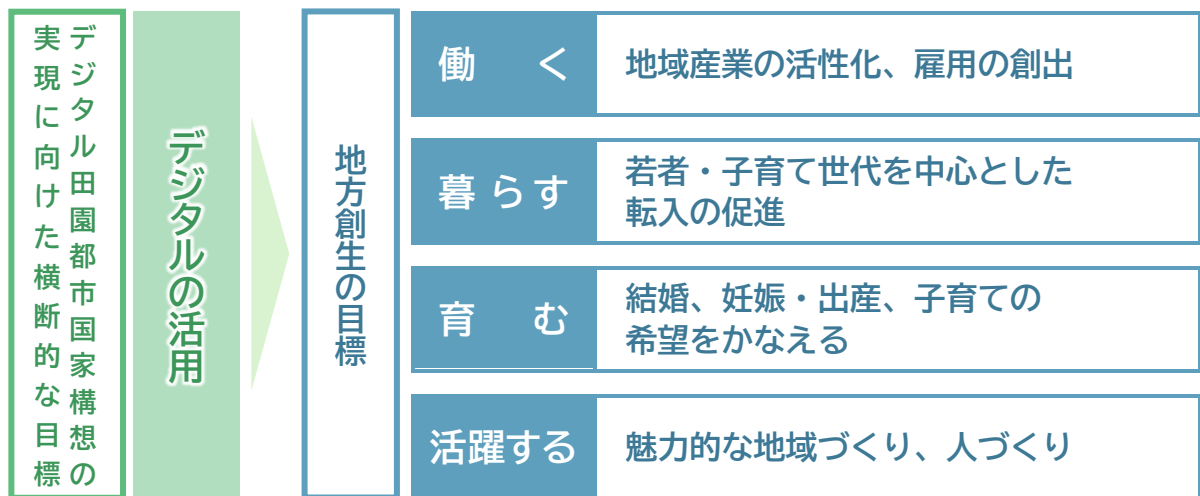 デジタル田園都市国家構想の
実現に向けた横断的な目標
デジタルの活用
地方創生の目標
働く
地域産業の活性化、雇用の創出
暮らす
若者・子育て世代を中心とした
転入の促進
育む
結婚、妊娠・出産、子育ての
希望をかなえる
活躍する
魅力的な地域づくり、人づくり